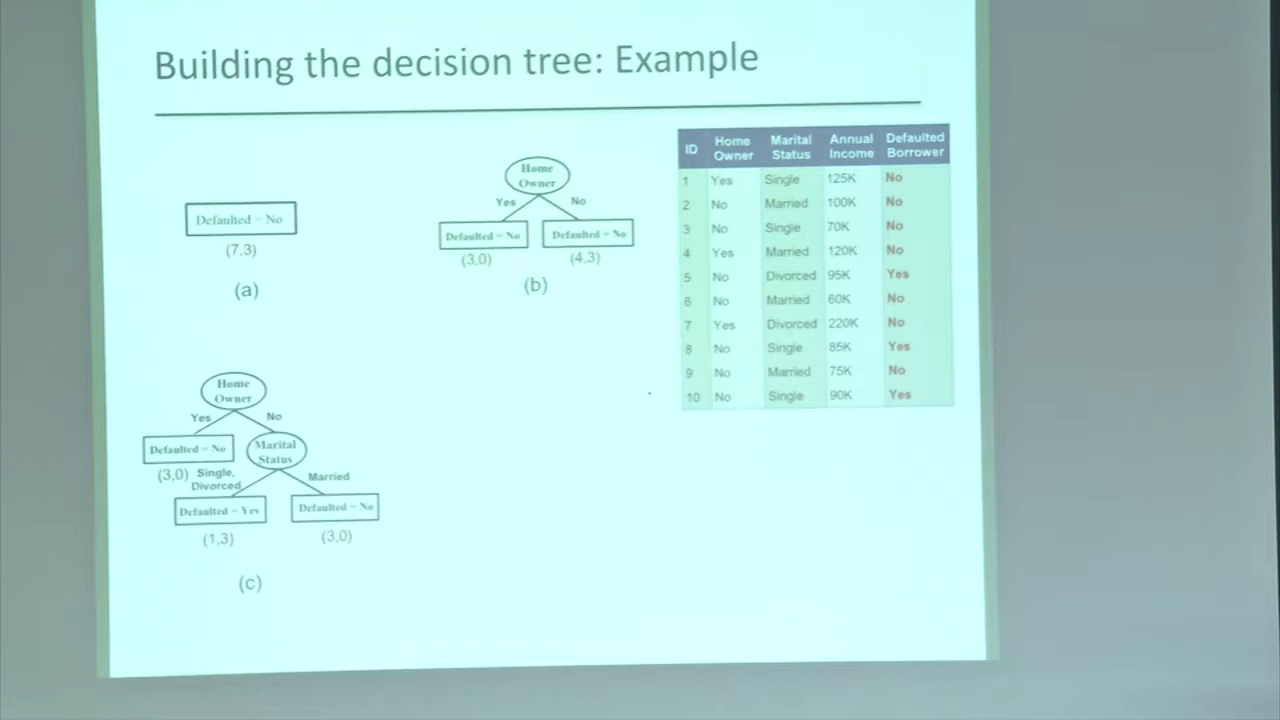 Building the decision tree: Example
Defaulted = No
(7,3)
(a)
Home
Owner
Yes No
Defaulted = No Defaulted = No
(3,0) (4,3)
(b)
ID Home Owner Marital Status Annual Income Defaulted Borrower
1 Yes Single 125K No
2 No Married 100K No
3 No Single 70K No
4 Yes Married 120K No
5 No Divorced 95K Yes
6 No Married 60K No
7 Yes Divorced 220K No
8 No Single 85K Yes
9 No Married 75K No
10 No Single 90K Yes
Home
Owner
Yes No
Defaulted = No Marital
Status
(3,0) Single,
Divorced Married
Defaulted = Yes Defaulted = No
(1,3) (3,0)
(c)